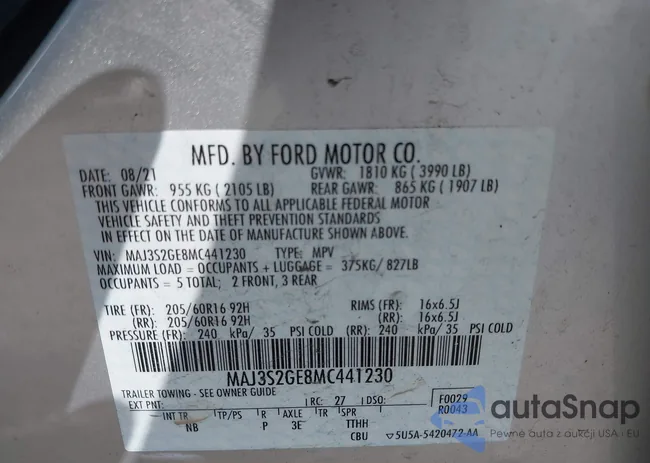 MFD. BY FORD MOTOR CO.
DATE: 08/21 GVWR: 1810 KG ( 3990 LB)
FRONT GAWR: 955 KG ( 2105 LB) REAR GAWR: 865 KG ( 1907 LB)
THIS VEHICLE CONFORMS TO ALL APPLICABLE FEDERAL MOTOR
VEHICLE SAFETY AND THEFT PREVENTION STANDARDS
IN EFFECT ON THE DATE OF MANUFACTURE SHOWN ABOVE.
VIN: MAJ3S2GE8MC441230 TYPE: MPV
MAXIMUM LOAD = OCCUPANTS + LUGGAGE = 375KG/ 827LB
OCCUPANTS = 5 TOTAL; 2 FRONT, 3 REAR
TIRE (FR): 205/60R16 92H RIMS (FR): 16x6.5J
(RR): 205/60R16 92H (RR): 16x6.5J
PRESSURE (FR): 240 kPa/ 35 PSI COLD (RR): 240 kPa/ 35 PSI COLD
MAJ3S2GE8MC441230
TRAILER TOWING - SEE OWNER GUIDE
EXT PNT: RC: 27 DSO: F0029
R0043
INT TR TP/PS R AXLE TR SPR
NB P 3E TTHH
CBU 5U5A-5420472-AA
autoSnap
Pewne auta z aukcji USA i Europy